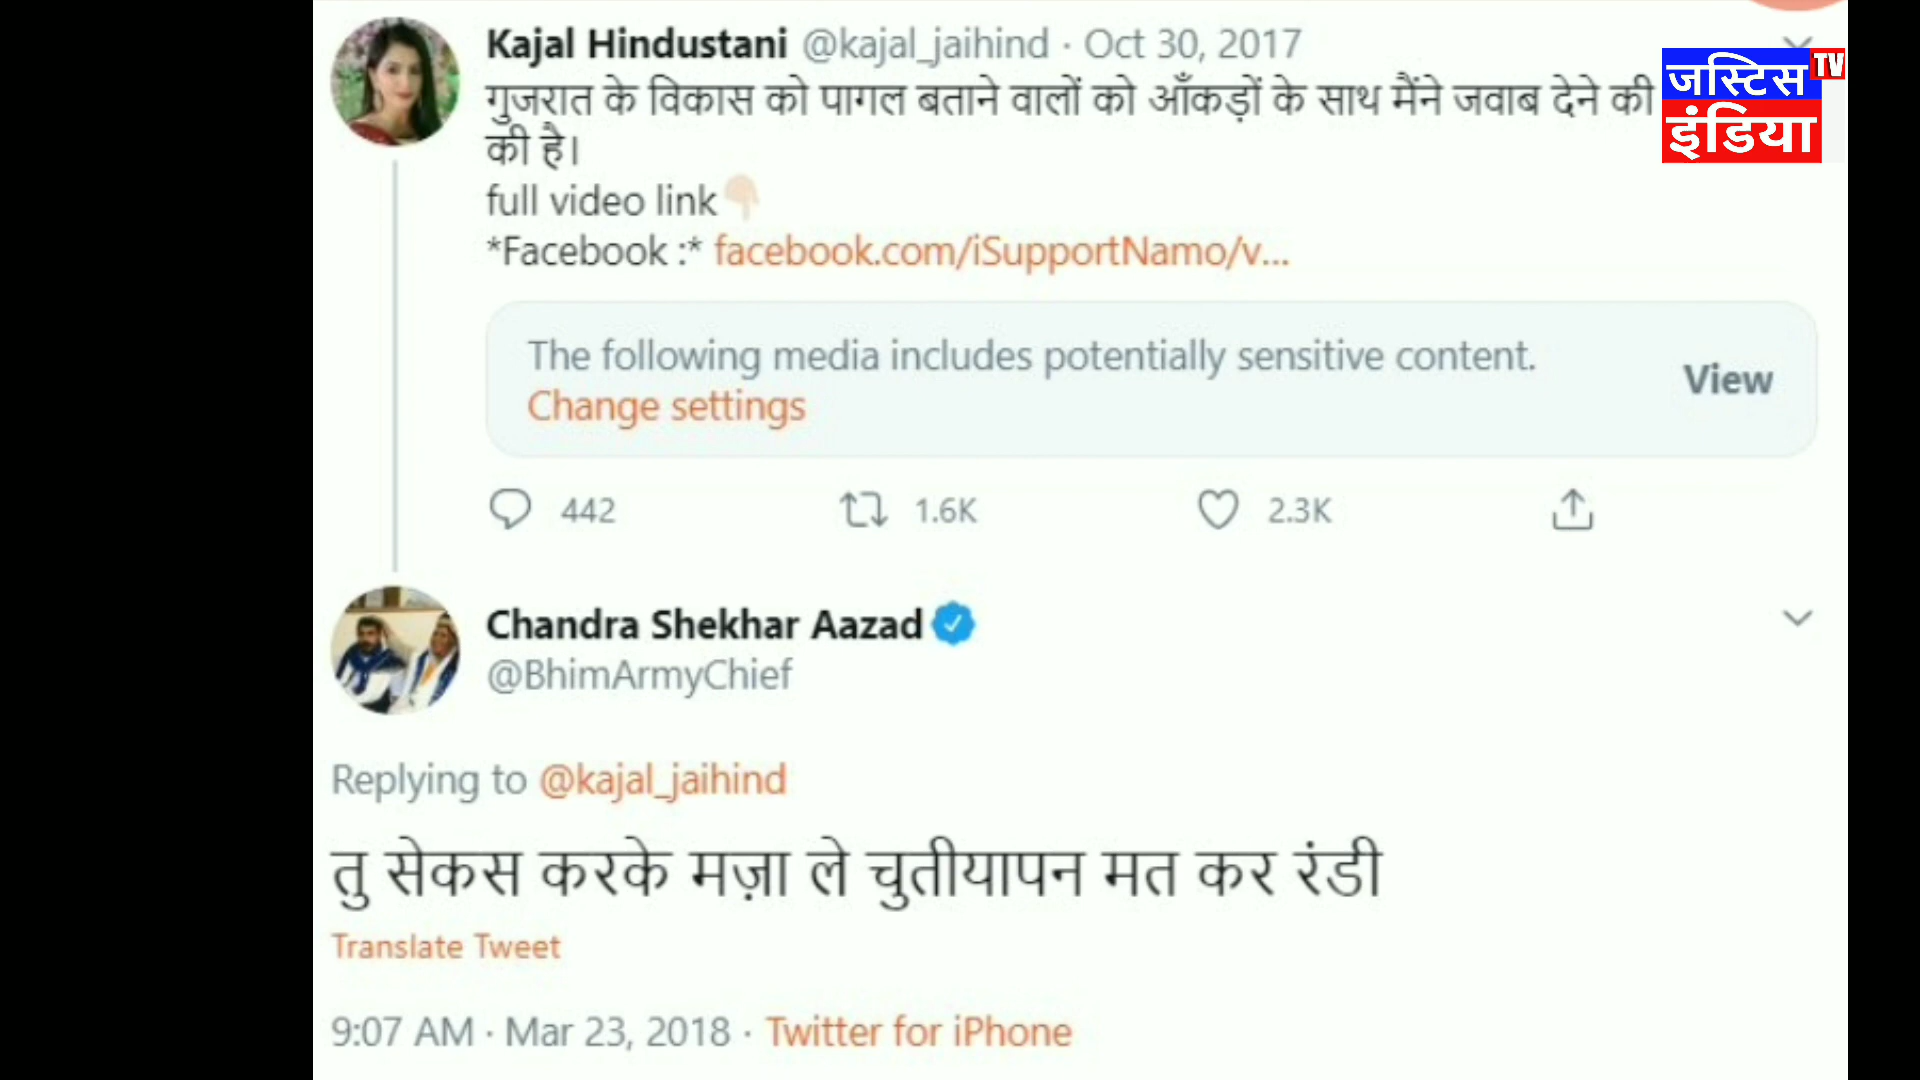 Kajal Hindustani @kajal_jaihind · Oct 30, 2017
गुजरात के विकास को पागल बताने वालों को आँकड़ों के साथ मैंने जवाब देने की
की है।
full video link👇🏻
*Facebook :* facebook.com/iSupportNamo/v...
जस्टिस TV
इंडिया
The following media includes potentially sensitive content.
Change settings
View
442 1.6K 2.3K
Chandra Shekhar Aazad
@BhimArmyChief
Replying to @kajal_jaihind
तु सेकस करके मज़ा ले चुतीयापन मत कर रंडी
Translate Tweet
9:07 AM · Mar 23, 2018 · Twitter for iPhone